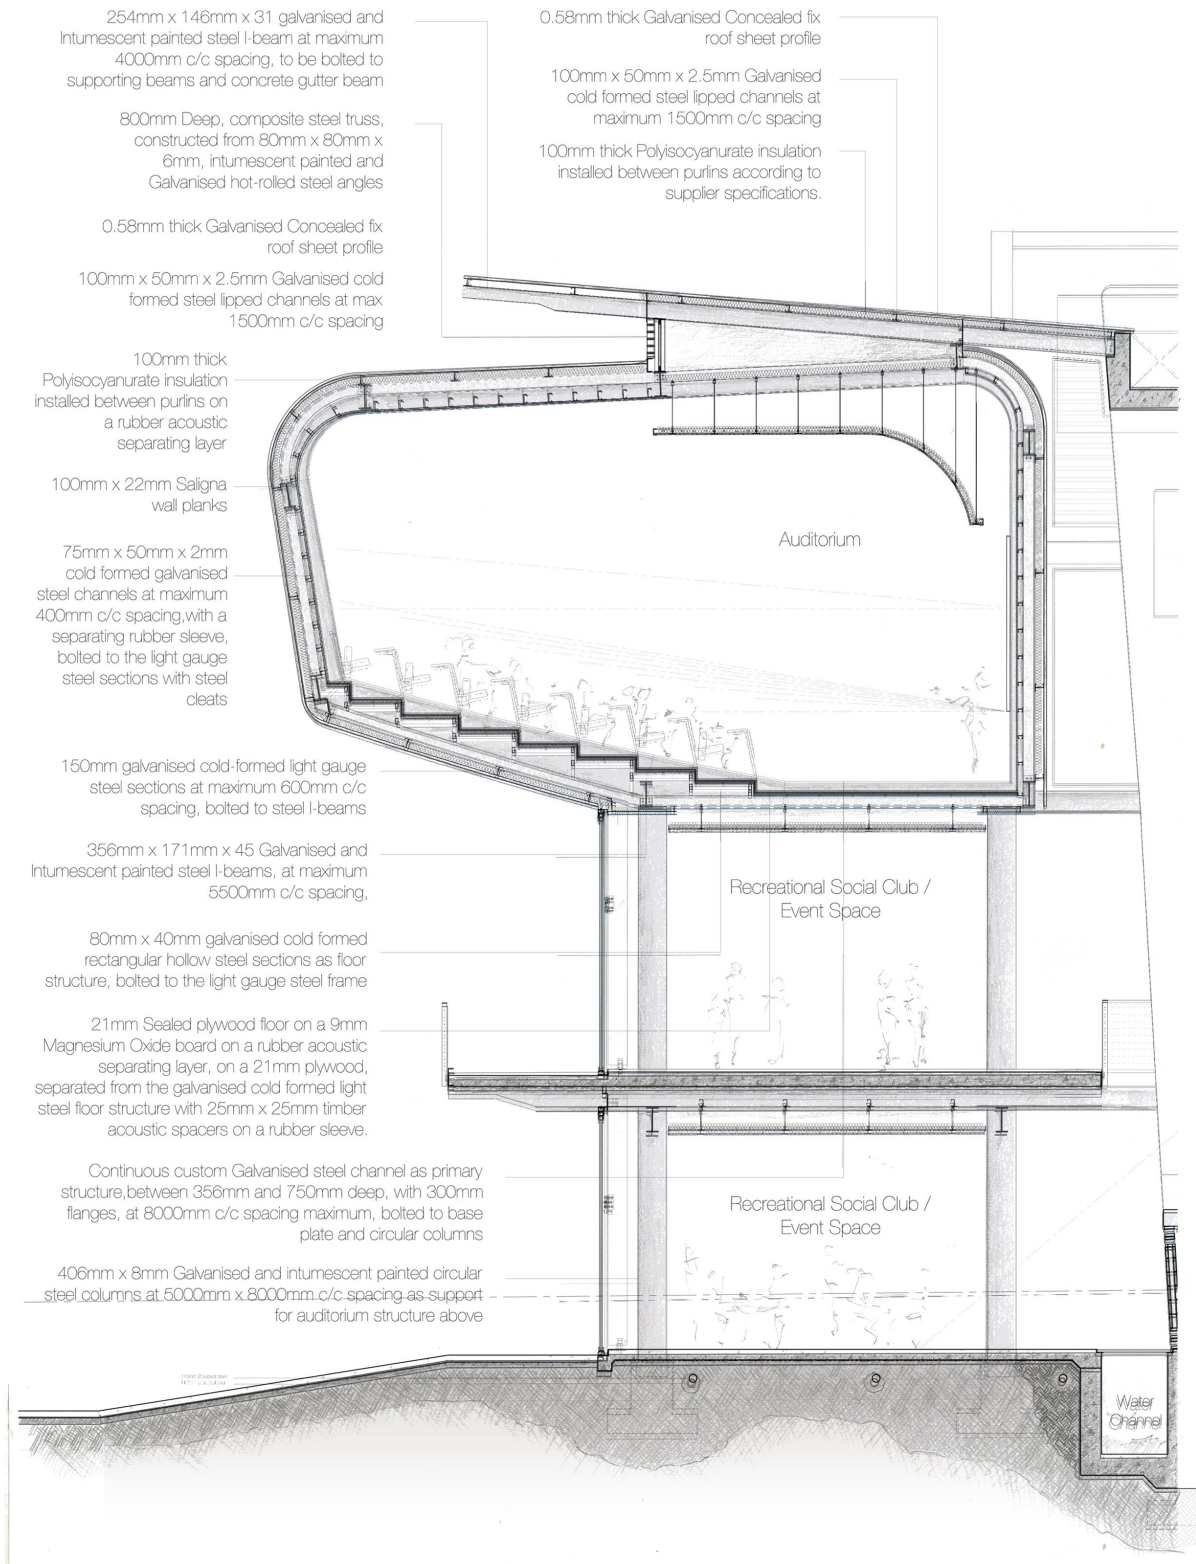 254mm x 146mm x 31 galvanised and
Intumescent painted steel I-beam at maximum
4000mm c/c spacing, to be bolted to
supporting beams and concrete gutter beam
800mm Deep, composite steel truss,
constructed from 80mm x 80mm x
6mm, intumescent painted and
Galvanised hot-rolled steel angles
0.58mm thick Galvanised Concealed fix
roof sheet profile
100mm x 50mm x 2.5mm Galvanised cold
formed steel lipped channels at max
1500mm c/c spacing
100mm thick
Polyisocyanurate insulation
installed between purlins on
a rubber acoustic
separating layer
100mm x 22mm Saligna
wall planks
75mm x 50mm x 2mm
cold formed galvanised
steel channels at maximum
400mm c/c spacing,with a
separating rubber sleeve,
bolted to the light gauge
steel sections with steel
cleats
150mm galvanised cold-formed light gauge
steel sections at maximum 600mm c/c
spacing, bolted to steel I-beams
356mm x 171mm x 45 Galvanised and
Intumescent painted steel I-beams, at maximum
5500mm c/c spacing,
80mm x 40mm galvanised cold formed
rectangular hollow steel sections as floor
structure, bolted to the light gauge steel frame
21mm Sealed plywood floor on a 9mm
Magnesium Oxide board on a rubber acoustic
separating layer, on a 21mm plywood,
separated from the galvanised cold formed light
steel floor structure with 25mm x 25mm timber
acoustic spacers on a rubber sleeve.
Continuous custom Galvanised steel channel as primary
structure,between 356mm and 750mm deep, with 300mm
flanges, at 8000mm c/c spacing maximum, bolted to base
plate and circular columns
406mm x 8mm Galvanised and intumescent painted circular
steel columns at 5000mm x 8000mm c/c spacing as support
for auditorium structure above
0.58mm thick Galvanised Concealed fix
roof sheet profile
100mm x 50mm x 2.5mm Galvanised
cold formed steel lipped channels at
maximum 1500mm c/c spacing
100mm thick Polyisocyanurate insulation
installed between purlins according to
supplier specifications.
Auditorium
Recreational Social Club /
Event Space
Recreational Social Club /
Event Space
Water
Channel